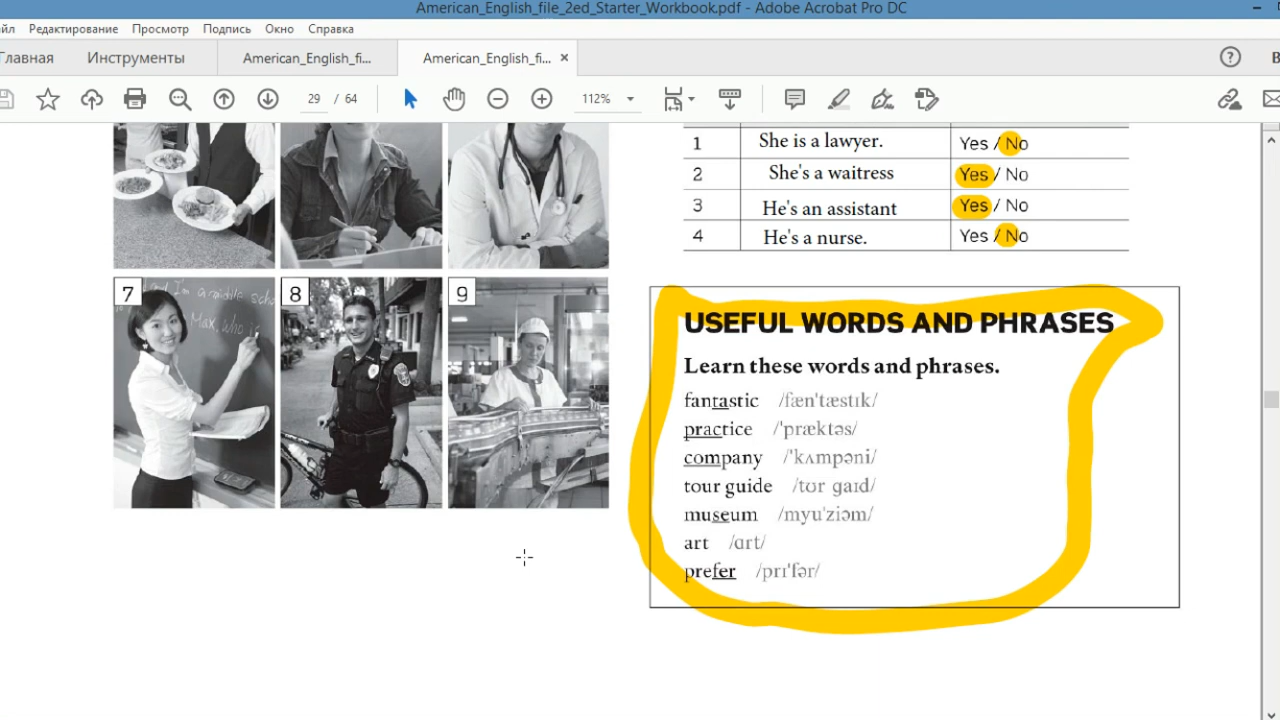 American_English_file_2ed_Starter_Workbook.pdf - Adobe Acrobat Pro DC
йл Редактирование Просмотр Подпись Окно Справка
Главная Инструменты American_English_fi... American_English_fi... ×
29 / 64 112%
1 She is a lawyer. Yes / No
2 She's a waitress Yes / No
3 He's an assistant Yes / No
4 He's a nurse. Yes / No
7
8
9
USEFUL WORDS AND PHRASES
Learn these words and phrases.
fantastic /fænˈtæstɪk/
practice /ˈpræktəs/
company /ˈkʌmpəni/
tour guide /tʊr gaɪd/
museum /myuˈziəm/
art /ɑrt/
prefer /prɪˈfər/